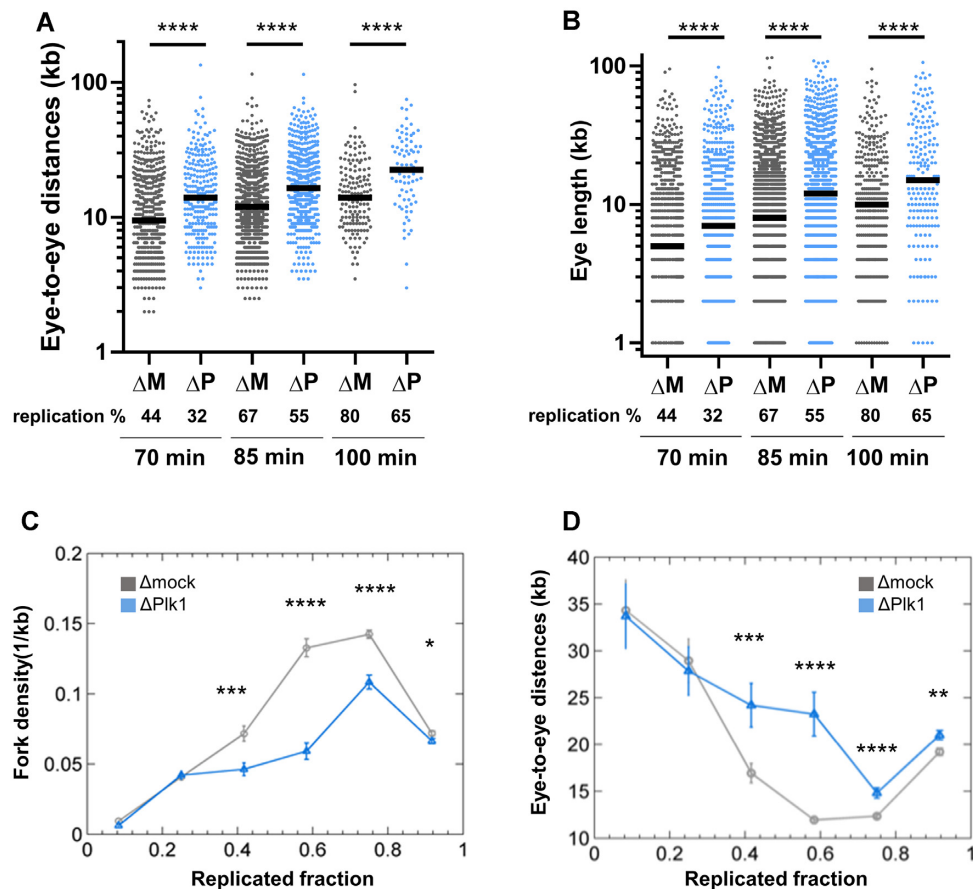 A
**** **** ****
Eye-to-eye distances (kb)
100
10
1
ΔM ΔP ΔM ΔP ΔM ΔP
replication % 44 32 67 55 80 65
70 min 85 min 100 min
B
**** **** ****
Eye length (kb)
100
10
1
ΔM ΔP ΔM ΔP ΔM ΔP
replication % 44 32 67 55 80 65
70 min 85 min 100 min
C
Fork density(1/kb)
0.2
0.15
0.1
0.05
0
Δmock
ΔPlk1
*** **** **** *
0 0.2 0.4 0.6 0.8 1
Replicated fraction
D
Eye-to-eye distences (kb)
40
35
30
25
20
15
10
Δmock
ΔPlk1
*** **** **** **
0 0.2 0.4 0.6 0.8 1
Replicated fraction